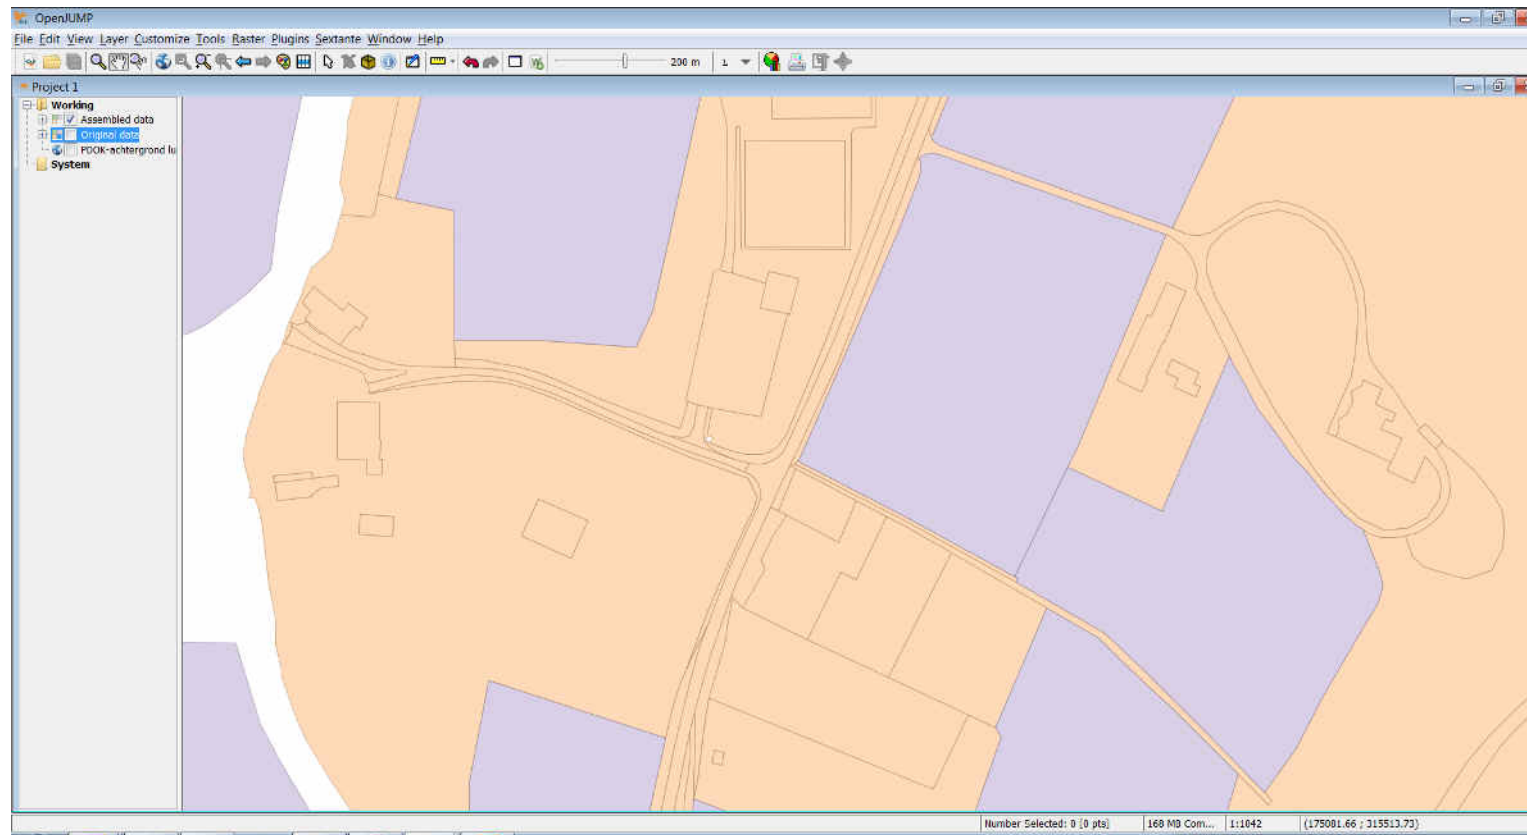 OpenJUMP
File Edit View Layer Customize Tools Raster Plugins Sextante Window Help
200 m
Project 1
Working
Assembled data
Original data
PDOK-achtergrond lu
System
Number Selected: 0 [0 pts] 168 MB Com... 1:1042 (175081.66 ; 315513.73)